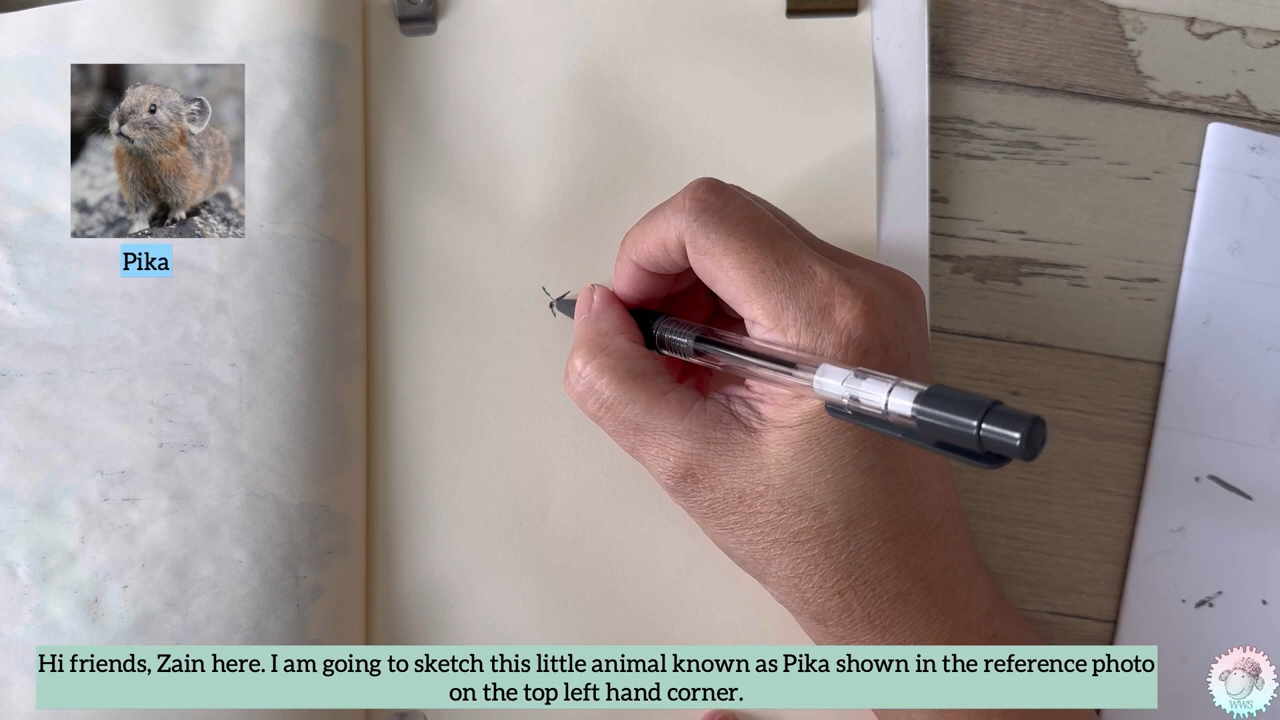 Pika
Hi friends, Zain here. I am going to sketch this little animal known as Pika shown in the reference photo
on the top left hand corner.
WWS